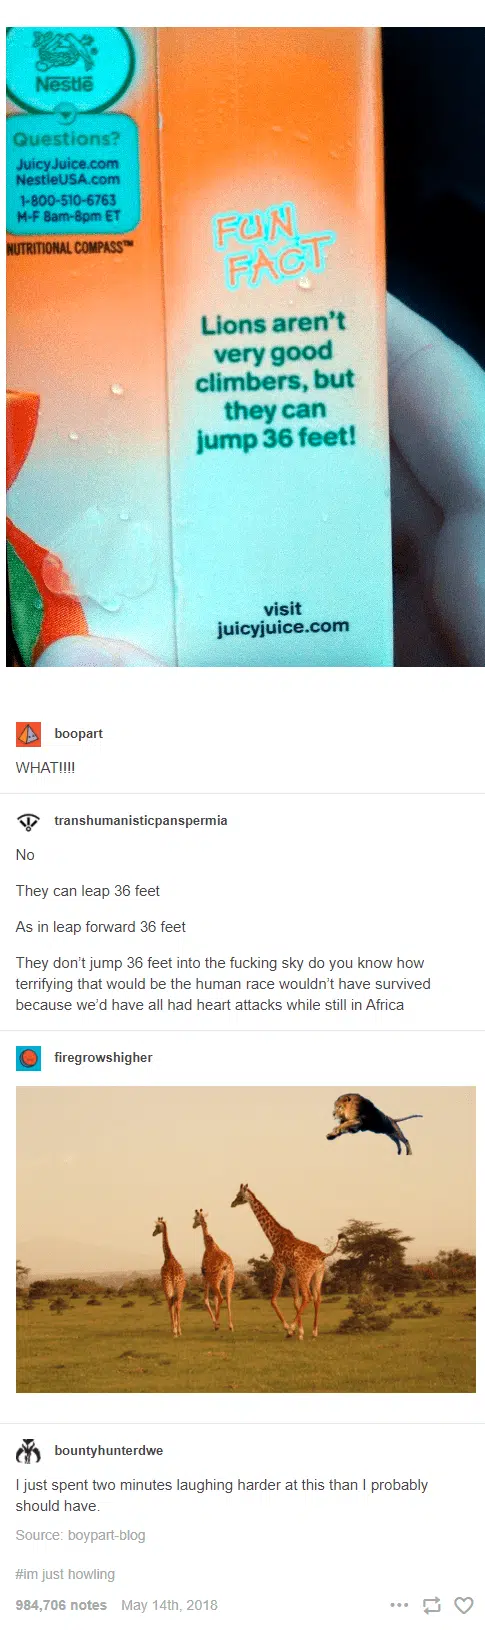 Nestlē
Questions?
JuicyJuice.com
NestleUSA.com
1-800-510-6763
M-F 8am-8pm ET
NUTRITIONAL COMPASS™
FUN
FACT
Lions aren't
very good
climbers, but
they can
jump 36 feet!
visit
juicyjuice.com
boopart
WHAT!!!!
transhumanisticpanspermia
No
They can leap 36 feet
As in leap forward 36 feet
They don't jump 36 feet into the fucking sky do you know how
terrifying that would be the human race wouldn't have survived
because we'd have all had heart attacks while still in Africa
firegrowshigher
bountyhunterdwe
I just spent two minutes laughing harder at this than I probably
should have.
Source: boypart-blog
#im just howling
984,706 notes May 14th, 2018